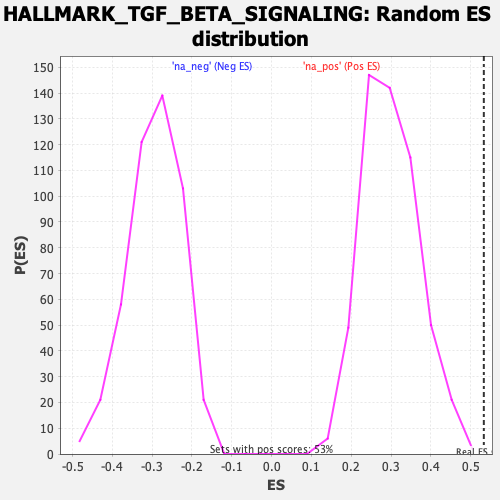 HALLMARK_TGF_BETA_SIGNALING: Random ES
distribution
'na_neg' (Neg ES)
'na_pos' (Pos ES)
150
140
130
120
110
100
90
80
70
60
50
40
30
20
10
0
P(ES)
Sets with pos scores: 53%
Real ES
-0.5 -0.4 -0.3 -0.2 -0.1 0.0 0.1 0.2 0.3 0.4 0.5
ES